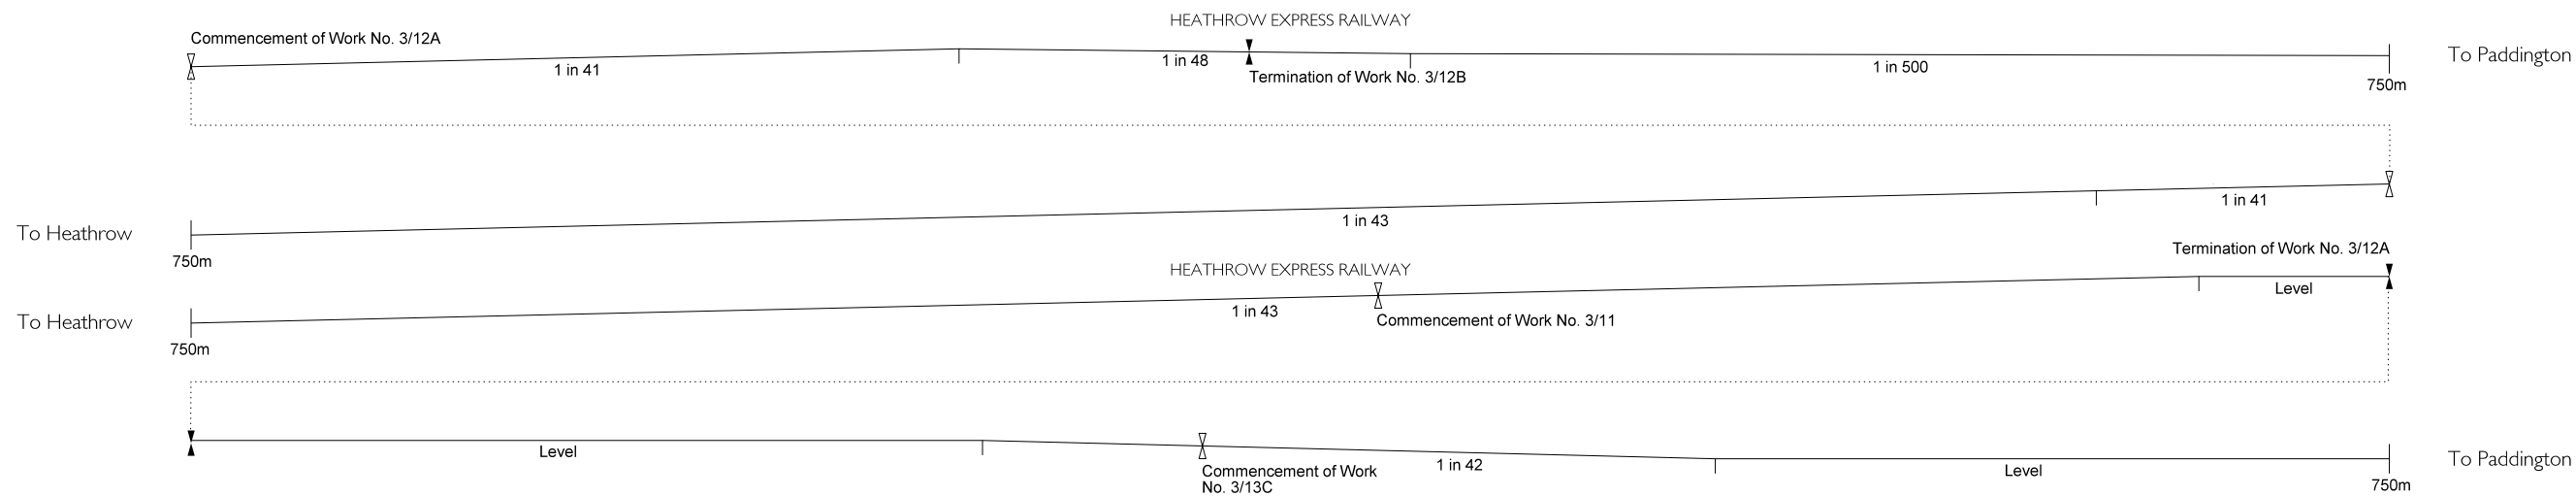 HEATHROW EXPRESS RAILWAY
Commencement of Work No. 3/12A
To Paddington
1 in 41
1 in 48
1 in 500
Termination of Work No. 3/12B
750m
1 in 41
1 in 43
To Heathrow
750m
Termination of Work No. 3/12A
HEATHROW EXPRESS RAILWAY
Level
1 in 43
Commencement of Work No. 3/11
To Heathrow
750m
Level
1 in 42
To Paddington
Commencement of Work
No. 3/13C
Level
750m